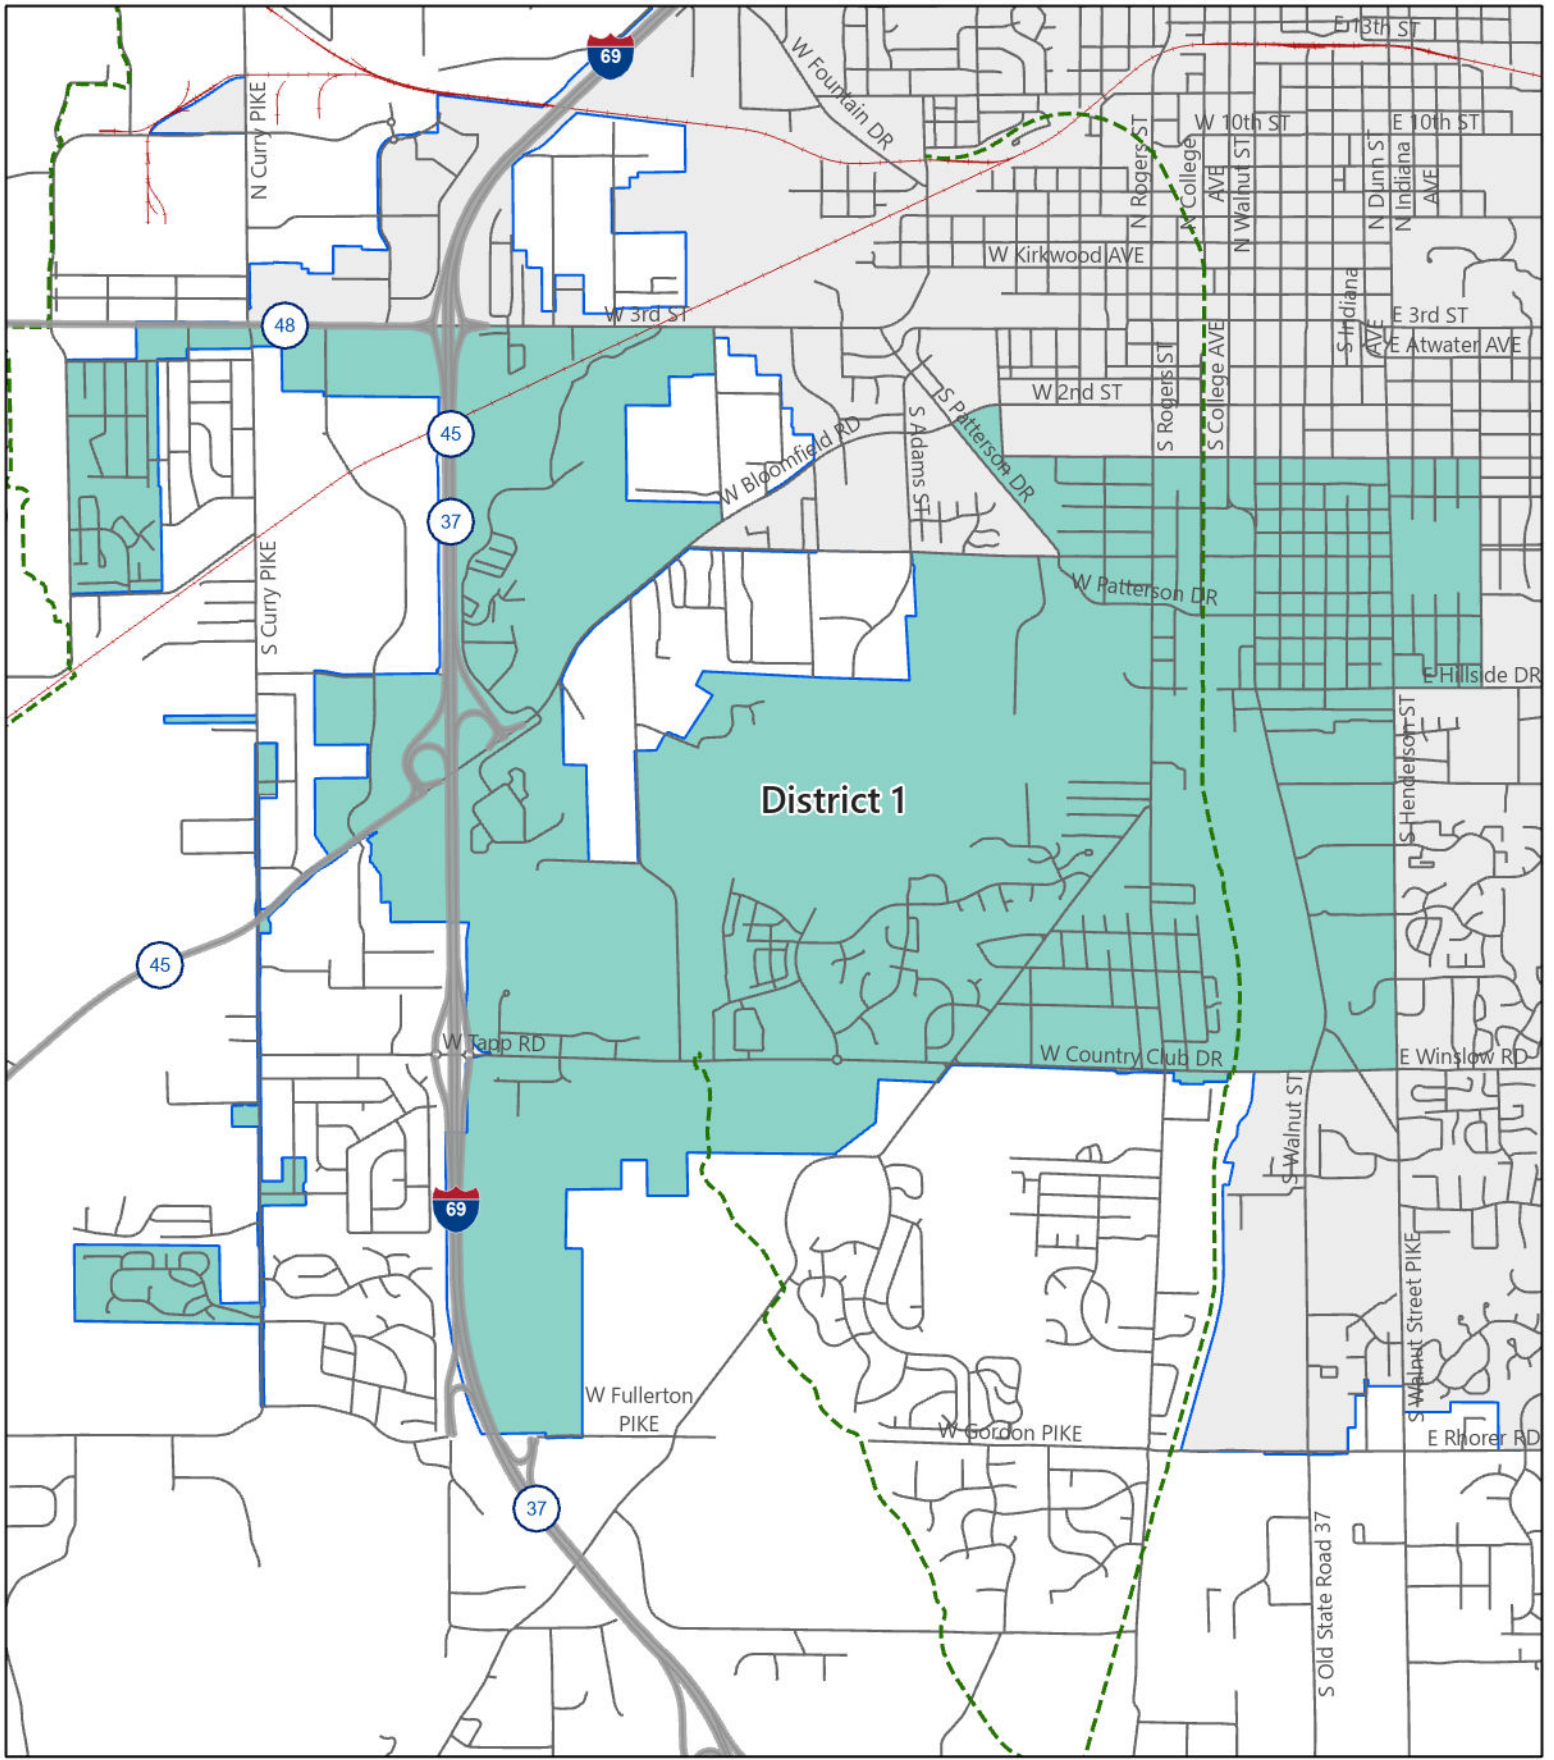 E 13th ST
69
W Fountain DR
N Curry PIKE
W 10th ST
E 10th ST
N Rogers ST
N College
AVE
N Walnut ST
N Dunn ST
N Indiana
AVE
W Kirkwood AVE
W 3rd ST
48
E 3rd ST
S Indiana
AVE
E Atwater AVE
W 2nd ST
S Rogers ST
S College AVE
S Patterson DR
S Adams ST
W Bloomfield RD
45
37
S Curry PIKE
W Patterson DR
E Hillside DR
S Henderson ST
District 1
45
W Tapp RD
W Country Club DR
E Winslow RD
S Walnut ST
69
S Walnut Street PIKE
W Fullerton
PIKE
W Gordon PIKE
E Rhorer RD
37
S Old State Road 37